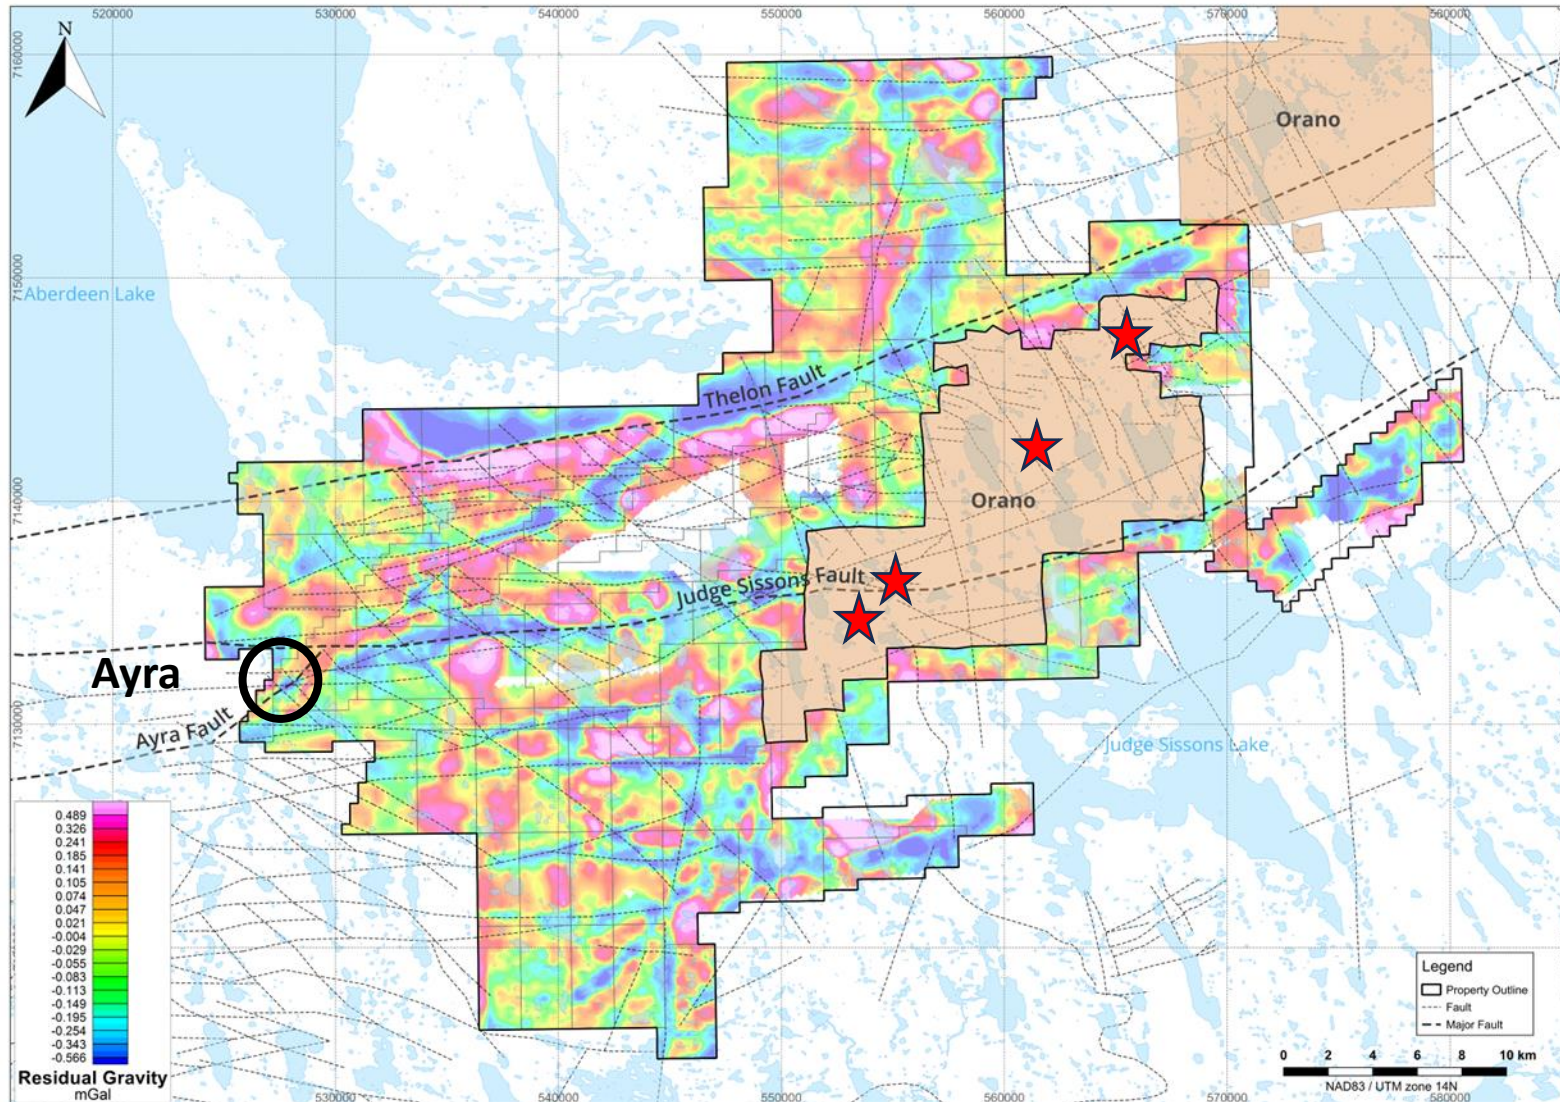 520000
530000
540000
550000
560000
570000
580000
N
7160000
Orano
7150000
Aberdeen Lake
Thelon Fault
7140000
Orano
Judge Sissons Fault
Ayra
Ayra Fault
7130000
Judge Sissons Lake
0.489
0.326
0.241
0.185
0.141
0.105
0.074
0.047
0.021
-0.004
-0.029
-0.055
-0.083
-0.113
-0.149
-0.195
-0.254
-0.343
-0.566
Residual Gravity
mGal
Legend
Property Outline
Fault
Major Fault
0 2 4 6 8 10 km
NAD83 / UTM zone 14N
530000
540000
550000
560000
570000
580000